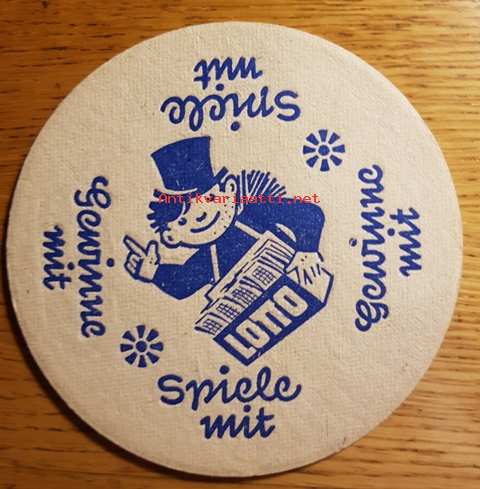 Spiele
mit
Gewinne
mit
Antikvariaatti.net
Gewinne
mit
LOTTO
Spiele
mit